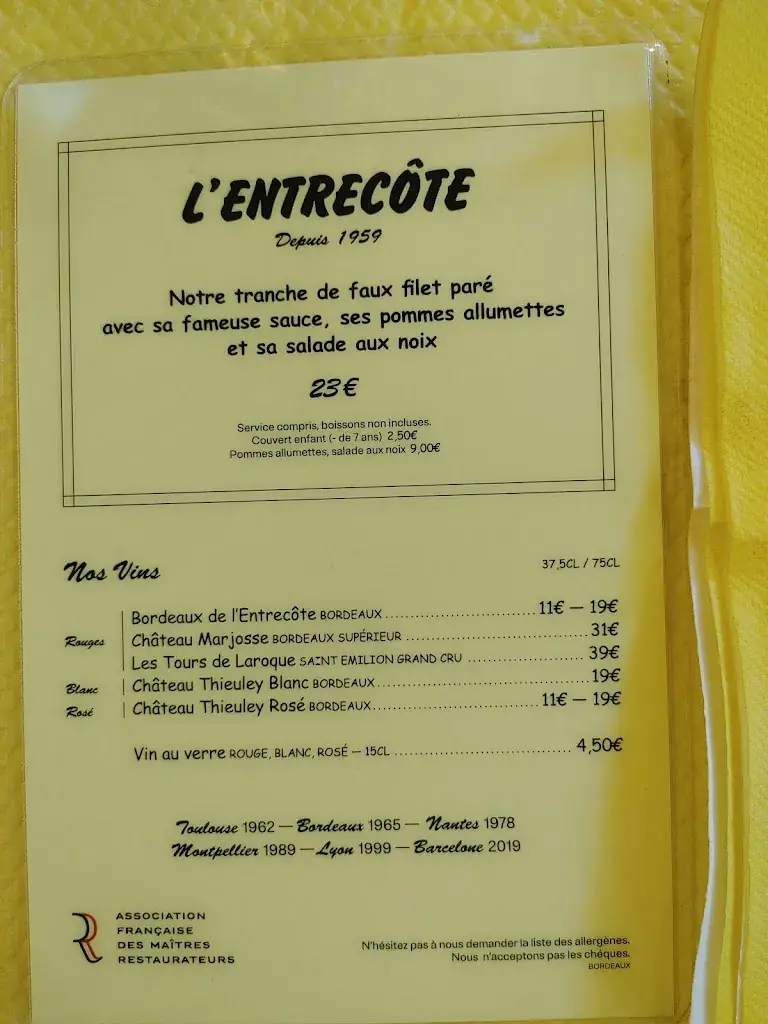 L'ENTRECÔTE
Depuis 1959
Notre tranche de faux filet paré
avec sa fameuse sauce, ses pommes allumettes
et sa salade aux noix
23€
Service compris, boissons non incluses.
Couvert enfant (- de 7 ans) 2,50€
Pommes allumettes, salade aux noix 9,00€
Nos Vins 37,5CL / 75CL
Bordeaux de l'Entrecôte BORDEAUX 11€ — 19€
Rouges Château Marjosse BORDEAUX SUPÉRIEUR 31€
Les Tours de Laroque SAINT EMILION GRAND CRU 39€
Blanc Château Thieuley Blanc BORDEAUX 19€
Rosé Château Thieuley Rosé BORDEAUX 11€ — 19€
Vin au verre ROUGE, BLANC, ROSÉ — 15CL 4,50€
Toulouse 1962 — Bordeaux 1965 — Nantes 1978
Montpellier 1989 — Lyon 1999 — Barcelone 2019
ASSOCIATION
FRANÇAISE
DES MAÎTRES
RESTAURATEURS
N'hésitez pas à nous demander la liste des allergènes.
Nous n'acceptons pas les chéques.
BORDEAUX